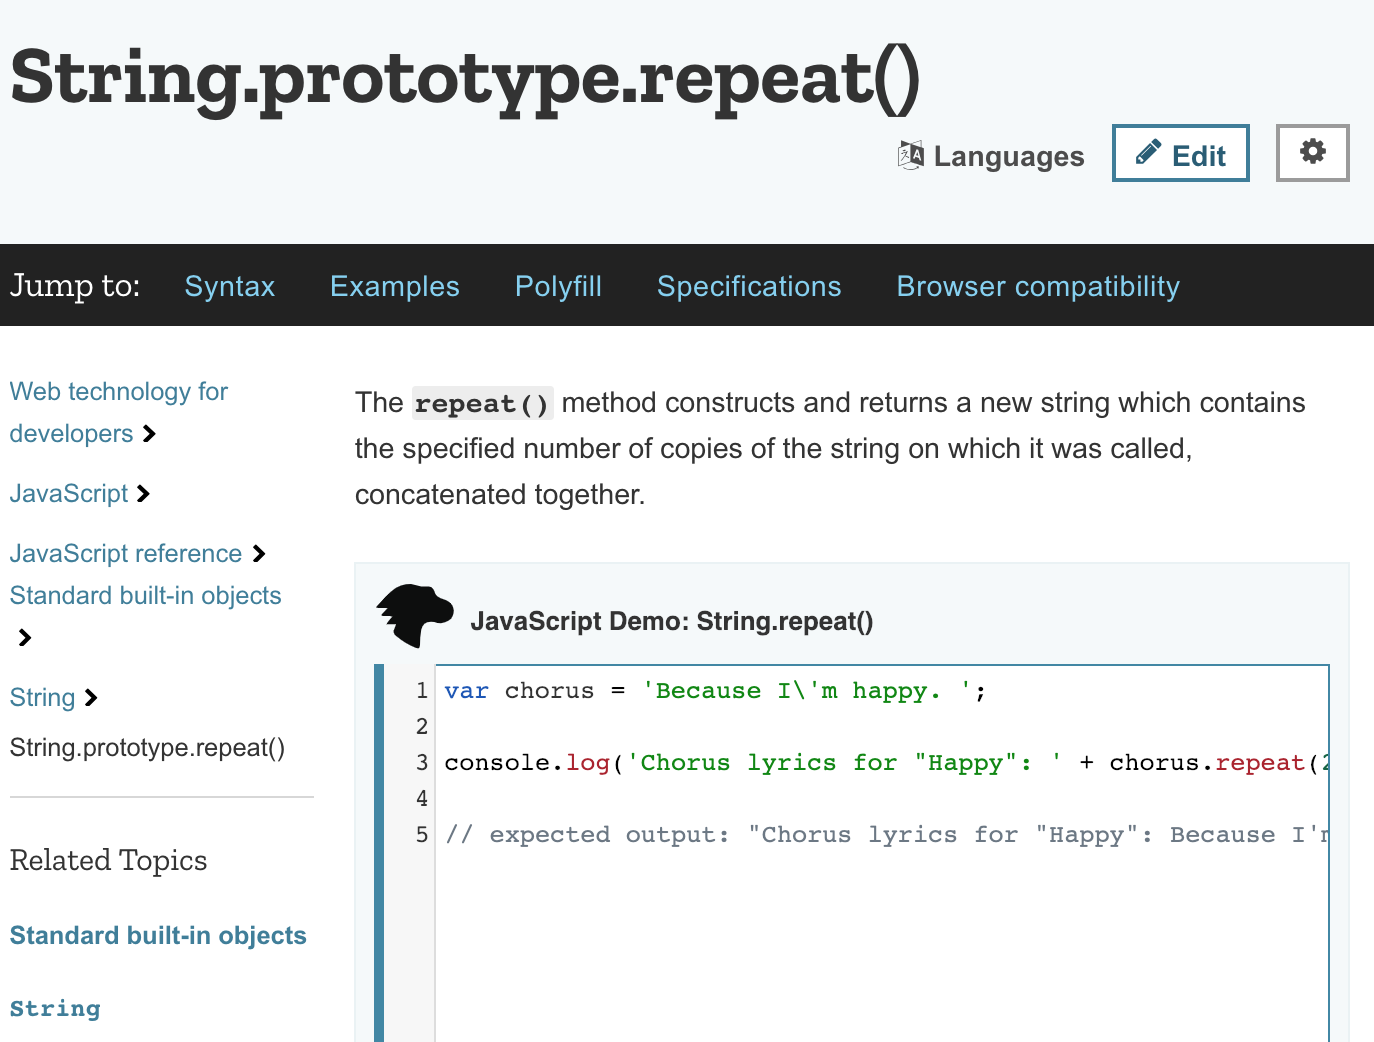 String.prototype.repeat()
Languages
Edit
Jump to: Syntax Examples Polyfill Specifications Browser compatibility
Web technology for
developers
JavaScript
JavaScript reference
Standard built-in objects
String
String.prototype.repeat()
Related Topics
Standard built-in objects
String
The repeat() method constructs and returns a new string which contains
the specified number of copies of the string on which it was called,
concatenated together.
JavaScript Demo: String.repeat()
1 var chorus = 'Because I\'m happy. ';
2
3 console.log('Chorus lyrics for "Happy": ' + chorus.repeat(2
4
5 // expected output: "Chorus lyrics for "Happy": Because I'm